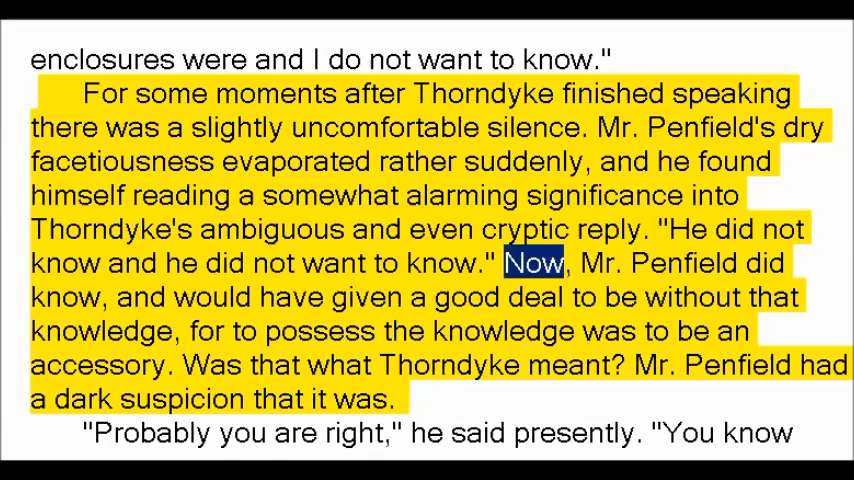 enclosures were and I do not want to know."
For some moments after Thorndyke finished speaking
there was a slightly uncomfortable silence. Mr. Penfield's dry
facetiousness evaporated rather suddenly, and he found
himself reading a somewhat alarming significance into
Thorndyke's ambiguous and even cryptic reply. "He did not
know and he did not want to know." Now, Mr. Penfield did
know, and would have given a good deal to be without that
knowledge, for to possess the knowledge was to be an
accessory. Was that what Thorndyke meant? Mr. Penfield had
a dark suspicion that it was.
"Probably you are right," he said presently. "You know